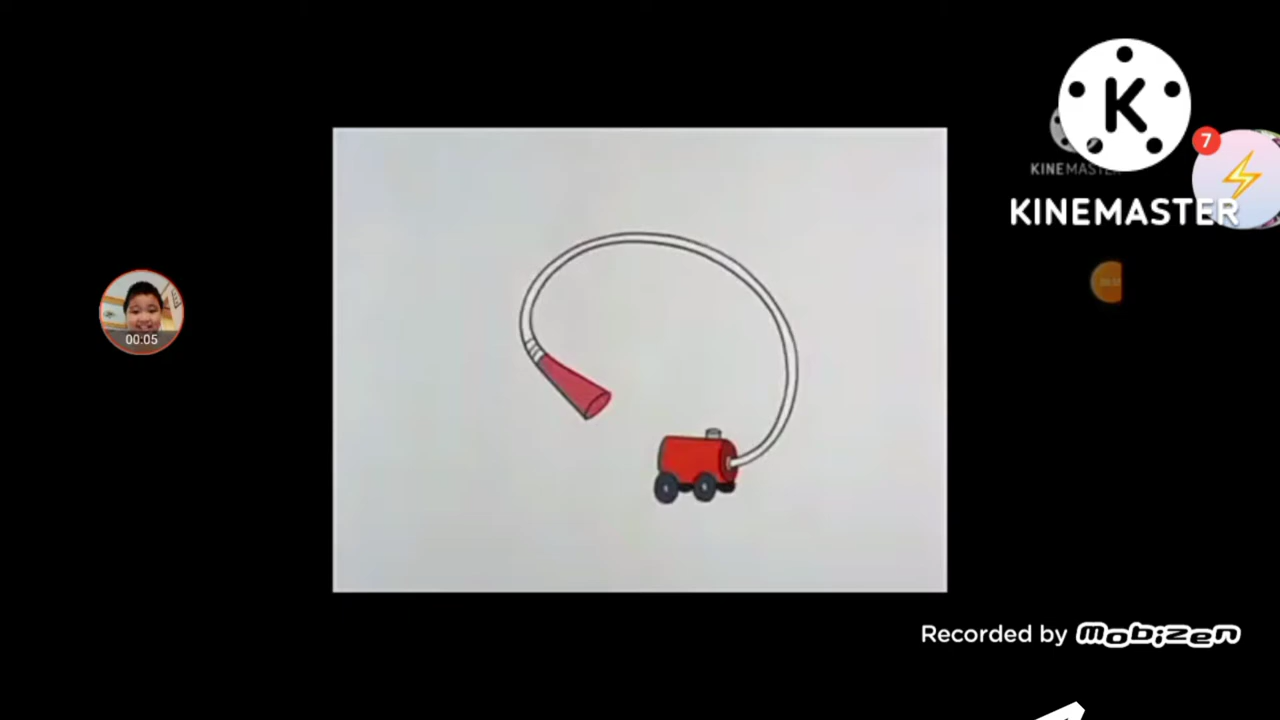 K
KINEMASTER
KINEMASTER
7
00:05
Recorded by mobizen